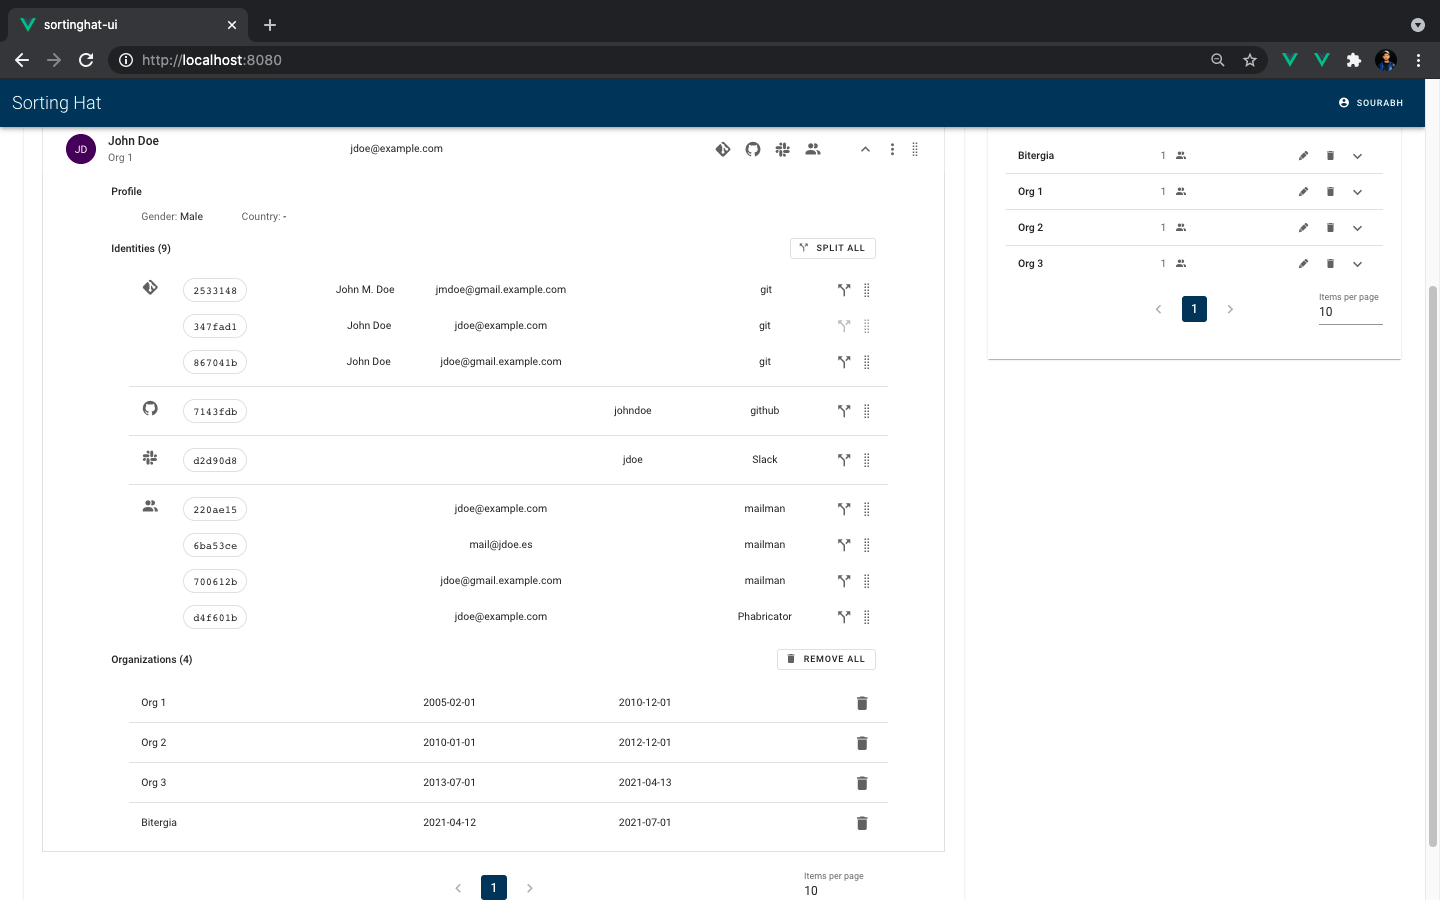 sortinghat-ui
http://localhost:8080
Sorting Hat
SOURABH
JD
John Doe
Org 1
jdoe@example.com
Profile
Gender: Male
Country: -
Identities (9)
SPLIT ALL
2533148 John M. Doe jmdoe@gmail.example.com git
347fad1 John Doe jdoe@example.com git
867041b John Doe jdoe@gmail.example.com git
7143fdb johndoe github
d2d90d8 jdoe Slack
220ae15 jdoe@example.com mailman
6ba53ce mail@jdoe.es mailman
700612b jdoe@gmail.example.com mailman
d4f601b jdoe@example.com Phabricator
Organizations (4)
REMOVE ALL
Org 1 2005-02-01 2010-12-01
Org 2 2010-01-01 2012-12-01
Org 3 2013-07-01 2021-04-13
Bitergia 2021-04-12 2021-07-01
1
Items per page
10
Bitergia 1
Org 1 1
Org 2 1
Org 3 1
1
Items per page
10